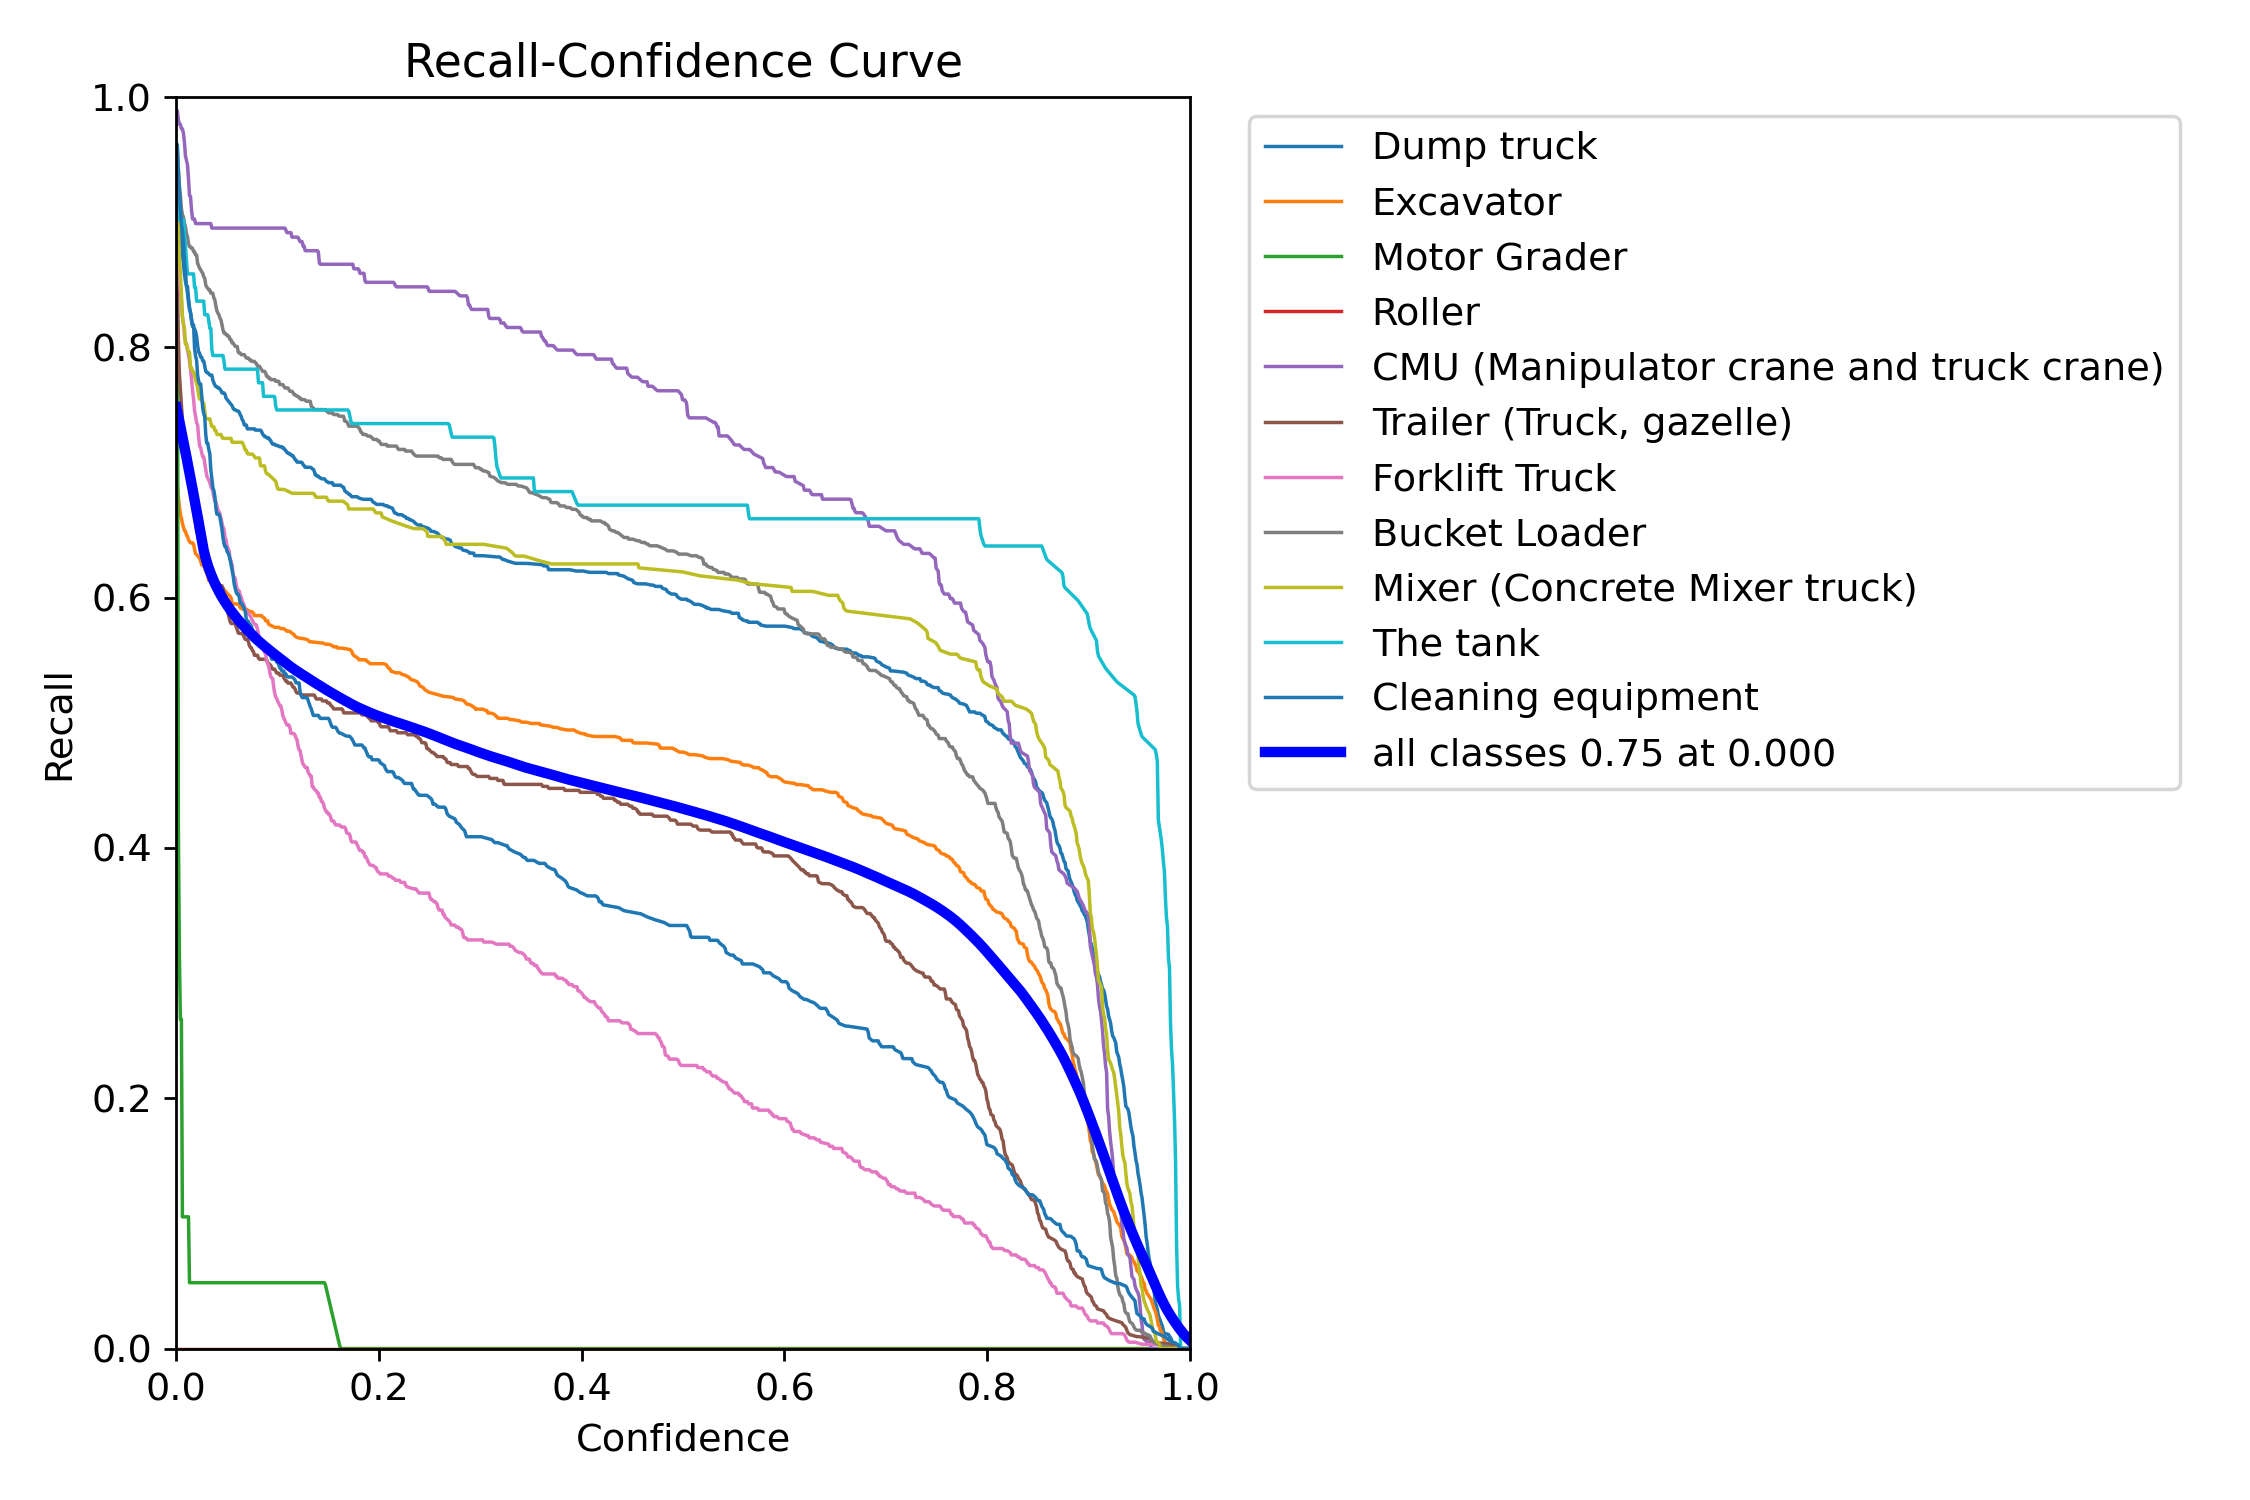 Recall-Confidence Curve
1.0
0.8
0.6
0.4
0.2
0.0
Recall
0.0 0.2 0.4 0.6 0.8 1.0
Confidence
Dump truck
Excavator
Motor Grader
Roller
CMU (Manipulator crane and truck crane)
Trailer (Truck, gazelle)
Forklift Truck
Bucket Loader
Mixer (Concrete Mixer truck)
The tank
Cleaning equipment
all classes 0.75 at 0.000